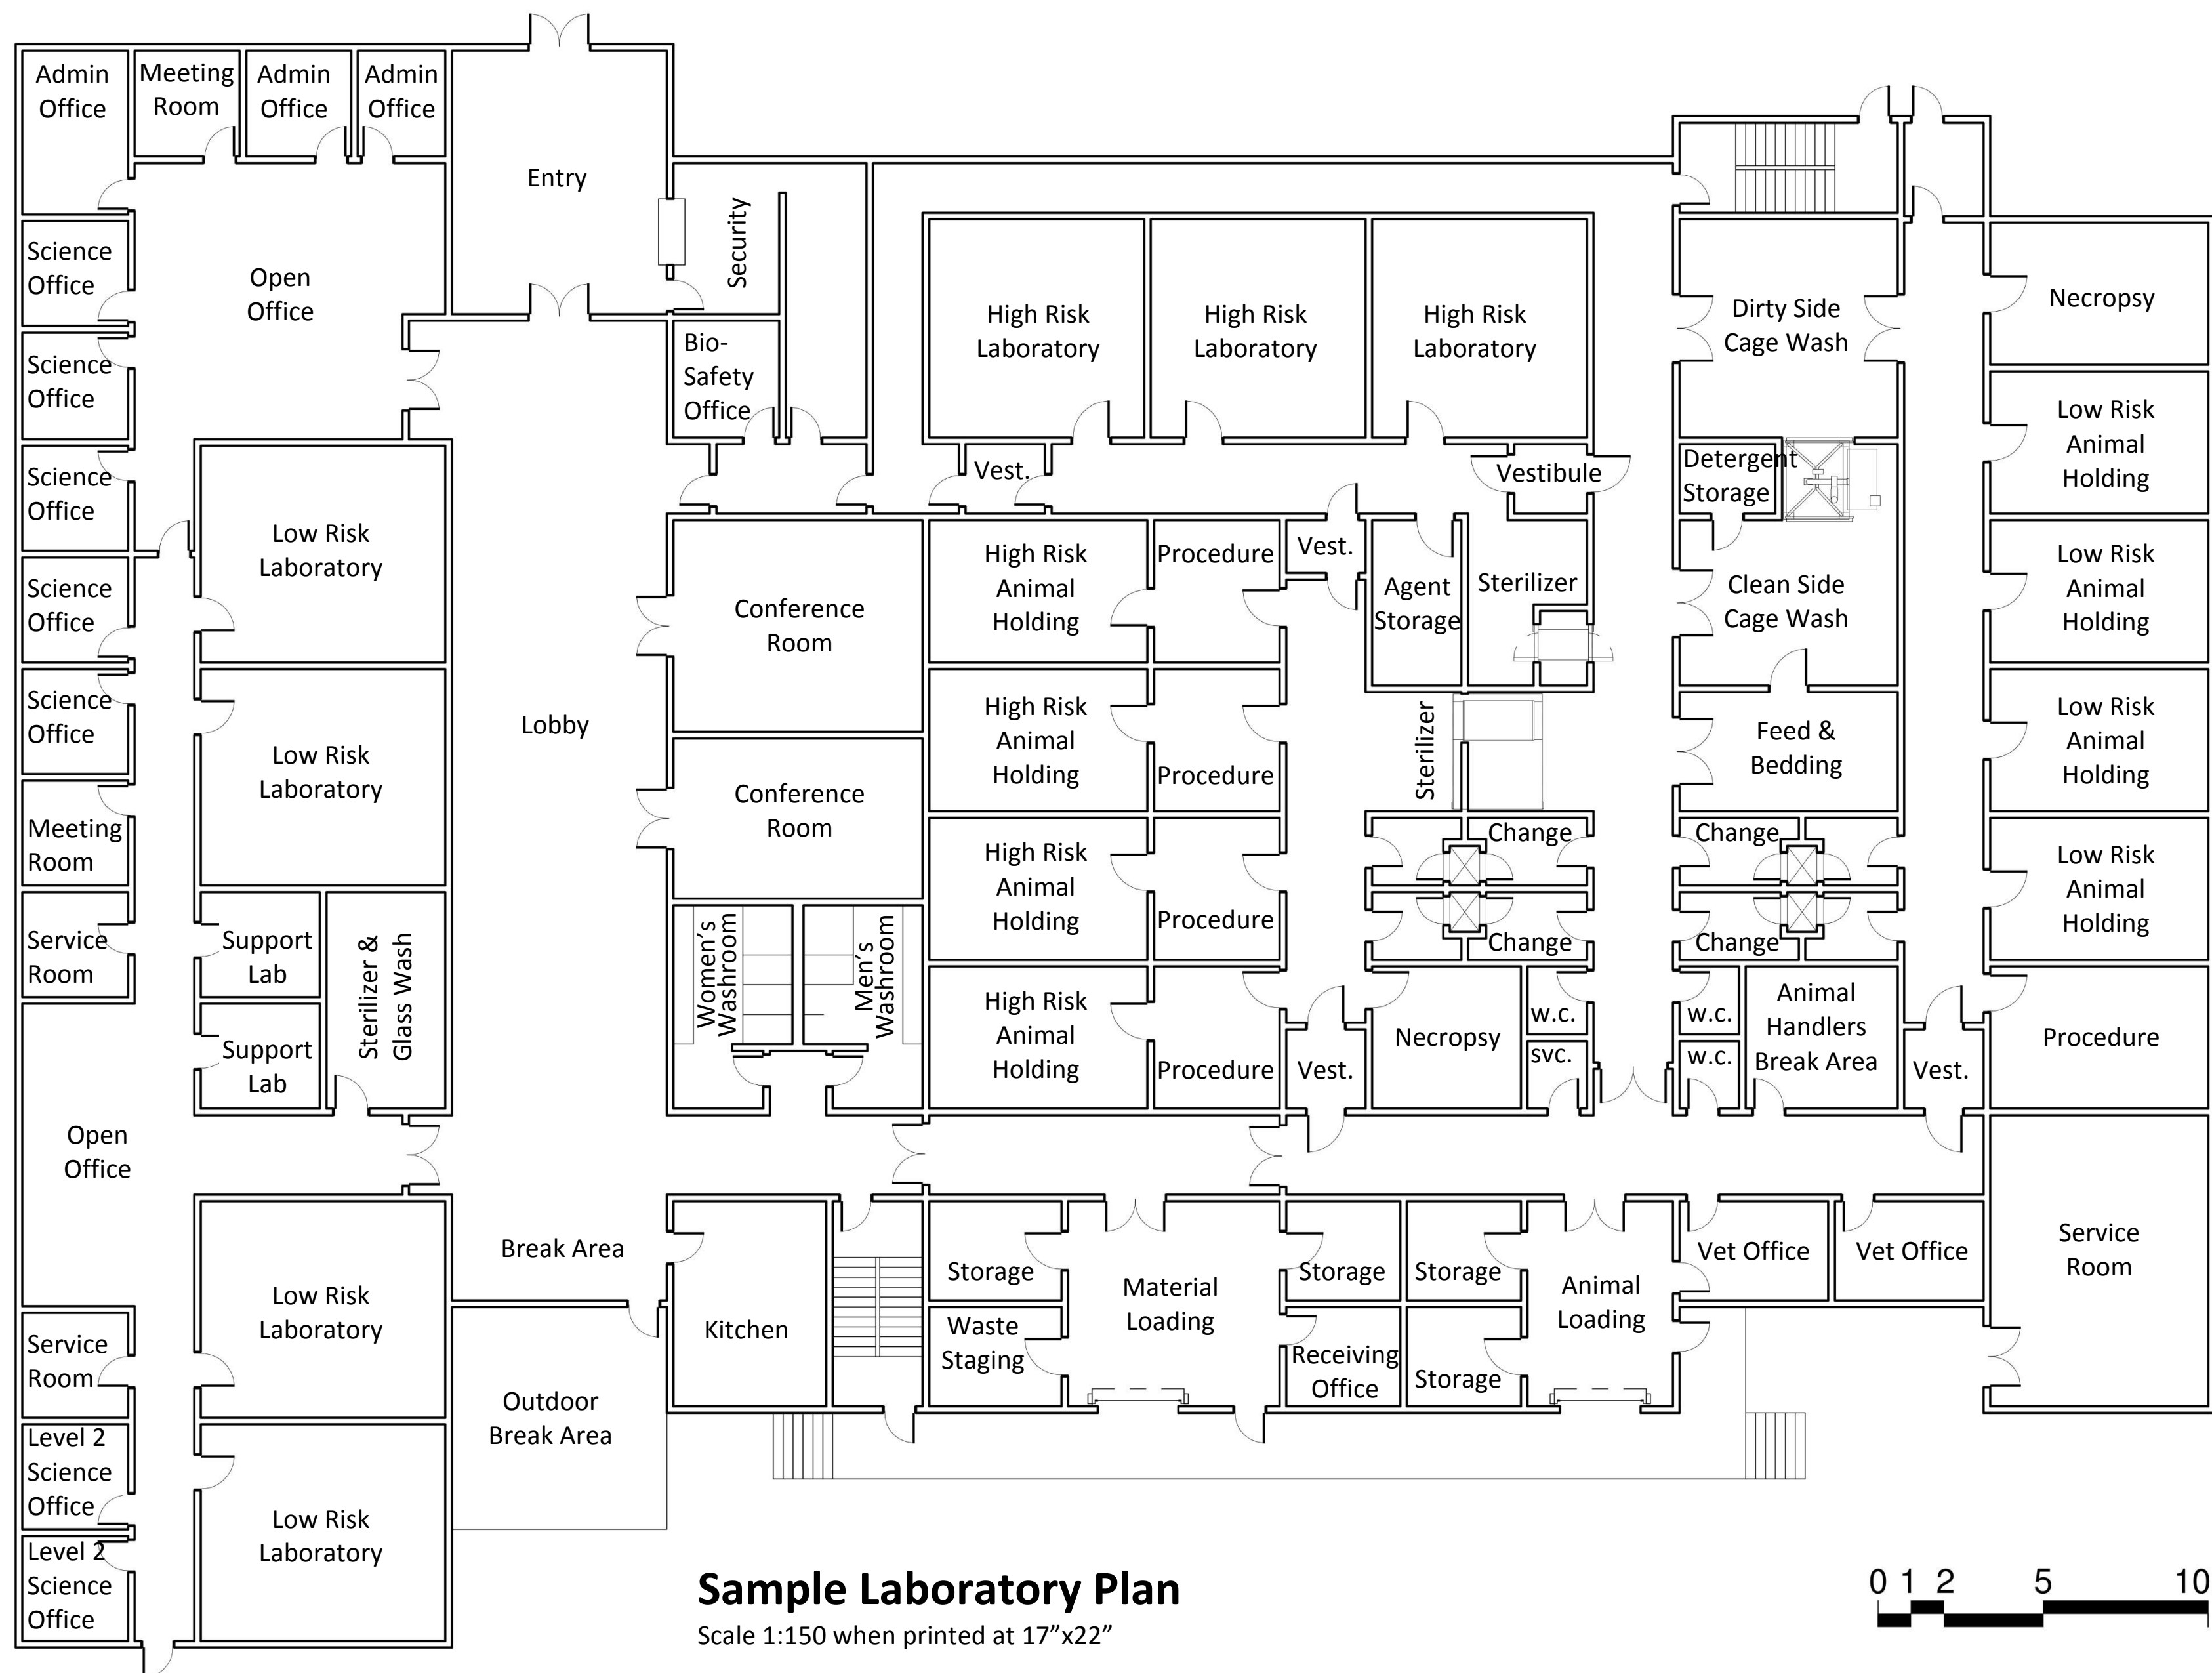 Admin
Office
Meeting
Room
Admin
Office
Admin
Office
Entry
Security
Science
Office
Open
Office
Bio-
Safety
Office
High Risk
Laboratory
High Risk
Laboratory
High Risk
Laboratory
Dirty Side
Cage Wash
Necropsy
Science
Office
Science
Office
Science
Office
Science
Office
Meeting
Room
Service
Room
Low Risk
Laboratory
Low Risk
Laboratory
Support
Lab
Support
Lab
Sterilizer &
Glass Wash
Lobby
Vest.
Vestibule
Conference
Room
Conference
Room
Women's
Washroom
Men's
Washroom
High Risk
Animal
Holding
Procedure
High Risk
Animal
Holding
Procedure
High Risk
Animal
Holding
Procedure
High Risk
Animal
Holding
Procedure
Vest.
Agent
Storage
Sterilizer
Sterilizer
Change
Change
Necropsy
w.c.
svc.
Vest.
Detergent
Storage
Clean Side
Cage Wash
Feed &
Bedding
Change
Change
w.c.
w.c.
Animal
Handlers
Break Area
Vest.
Low Risk
Animal
Holding
Low Risk
Animal
Holding
Low Risk
Animal
Holding
Low Risk
Animal
Holding
Procedure
Open
Office
Service
Room
Level 2
Science
Office
Level 2
Science
Office
Low Risk
Laboratory
Low Risk
Laboratory
Break Area
Outdoor
Break Area
Kitchen
Storage
Waste
Staging
Material
Loading
Storage
Receiving
Office
Storage
Storage
Animal
Loading
Vet Office
Vet Office
Service
Room
Sample Laboratory Plan
Scale 1:150 when printed at 17”x22”
0 1 2 5 10